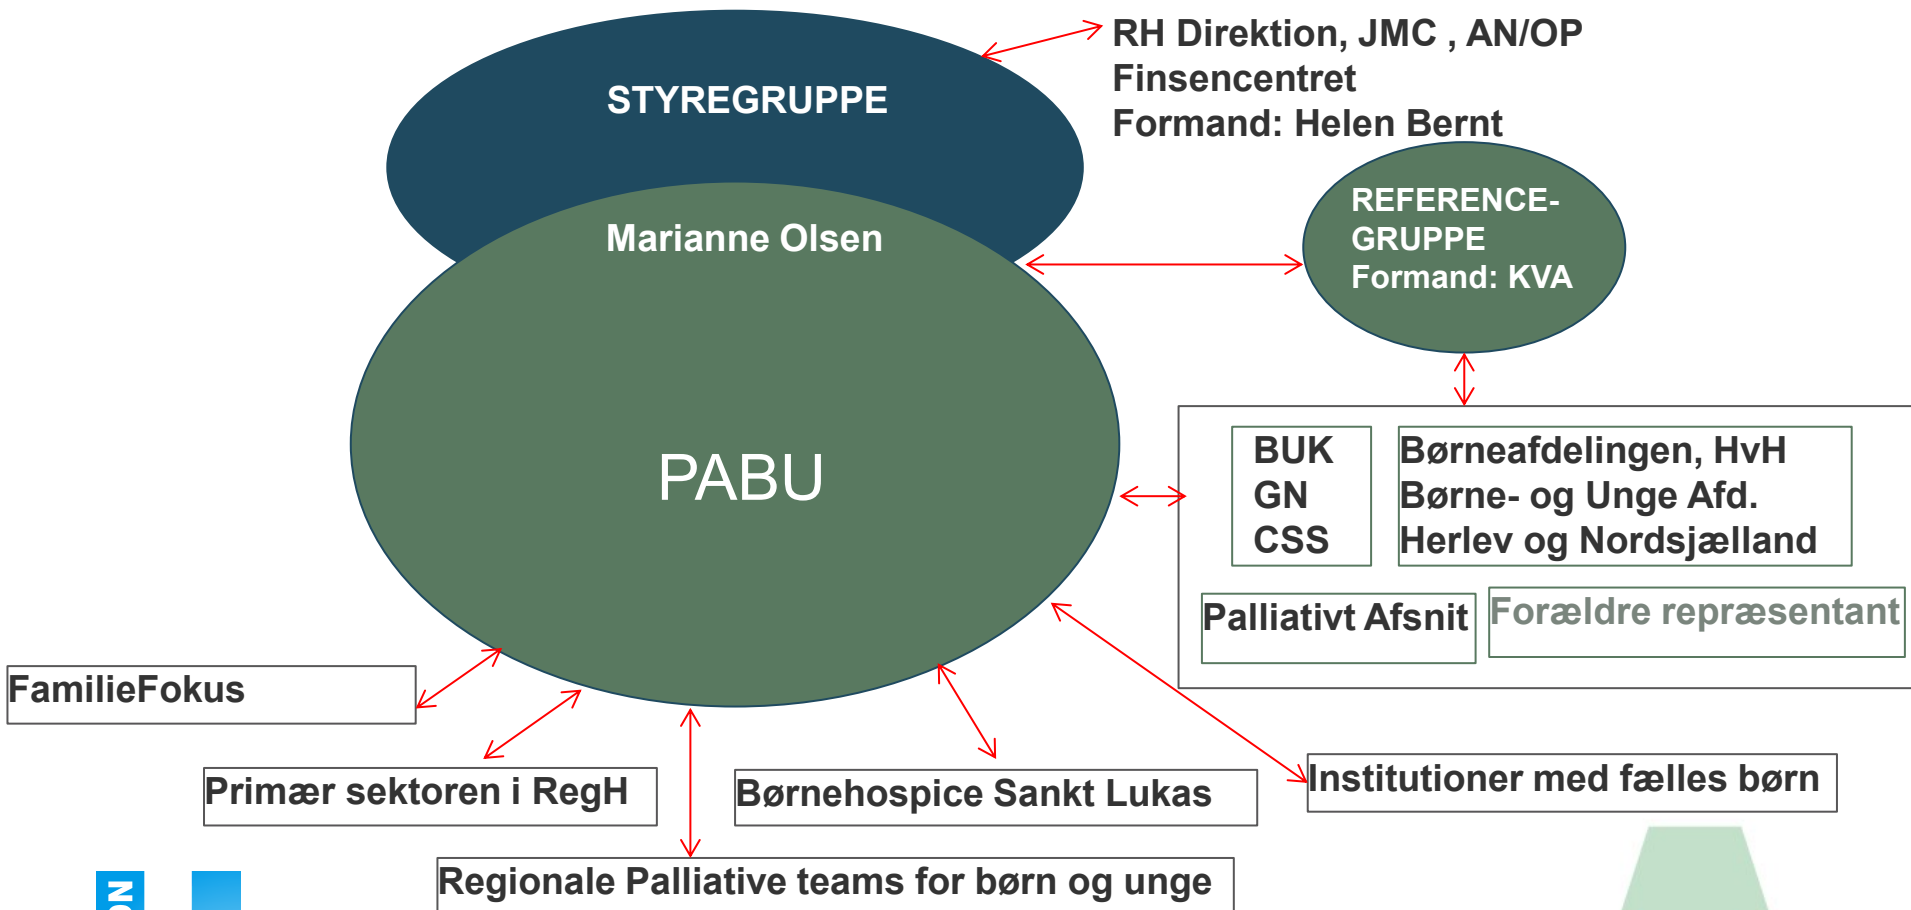 RH Direktion, JMC , AN/OP
Finsencentret
Formand: Helen Bernt
STYREGRUPPE
Marianne Olsen
REFERENCE-
GRUPPE
Formand: KVA
PABU
BUK
GN
CSS
Børneafdelingen, HvH
Børne- og Unge Afd.
Herlev og Nordsjælland
Palliativt Afsnit
Forældre repræsentant
FamilieFokus
Primær sektoren i RegH
Børnehospice Sankt Lukas
Institutioner med fælles børn
Regionale Palliative teams for børn og unge
ON